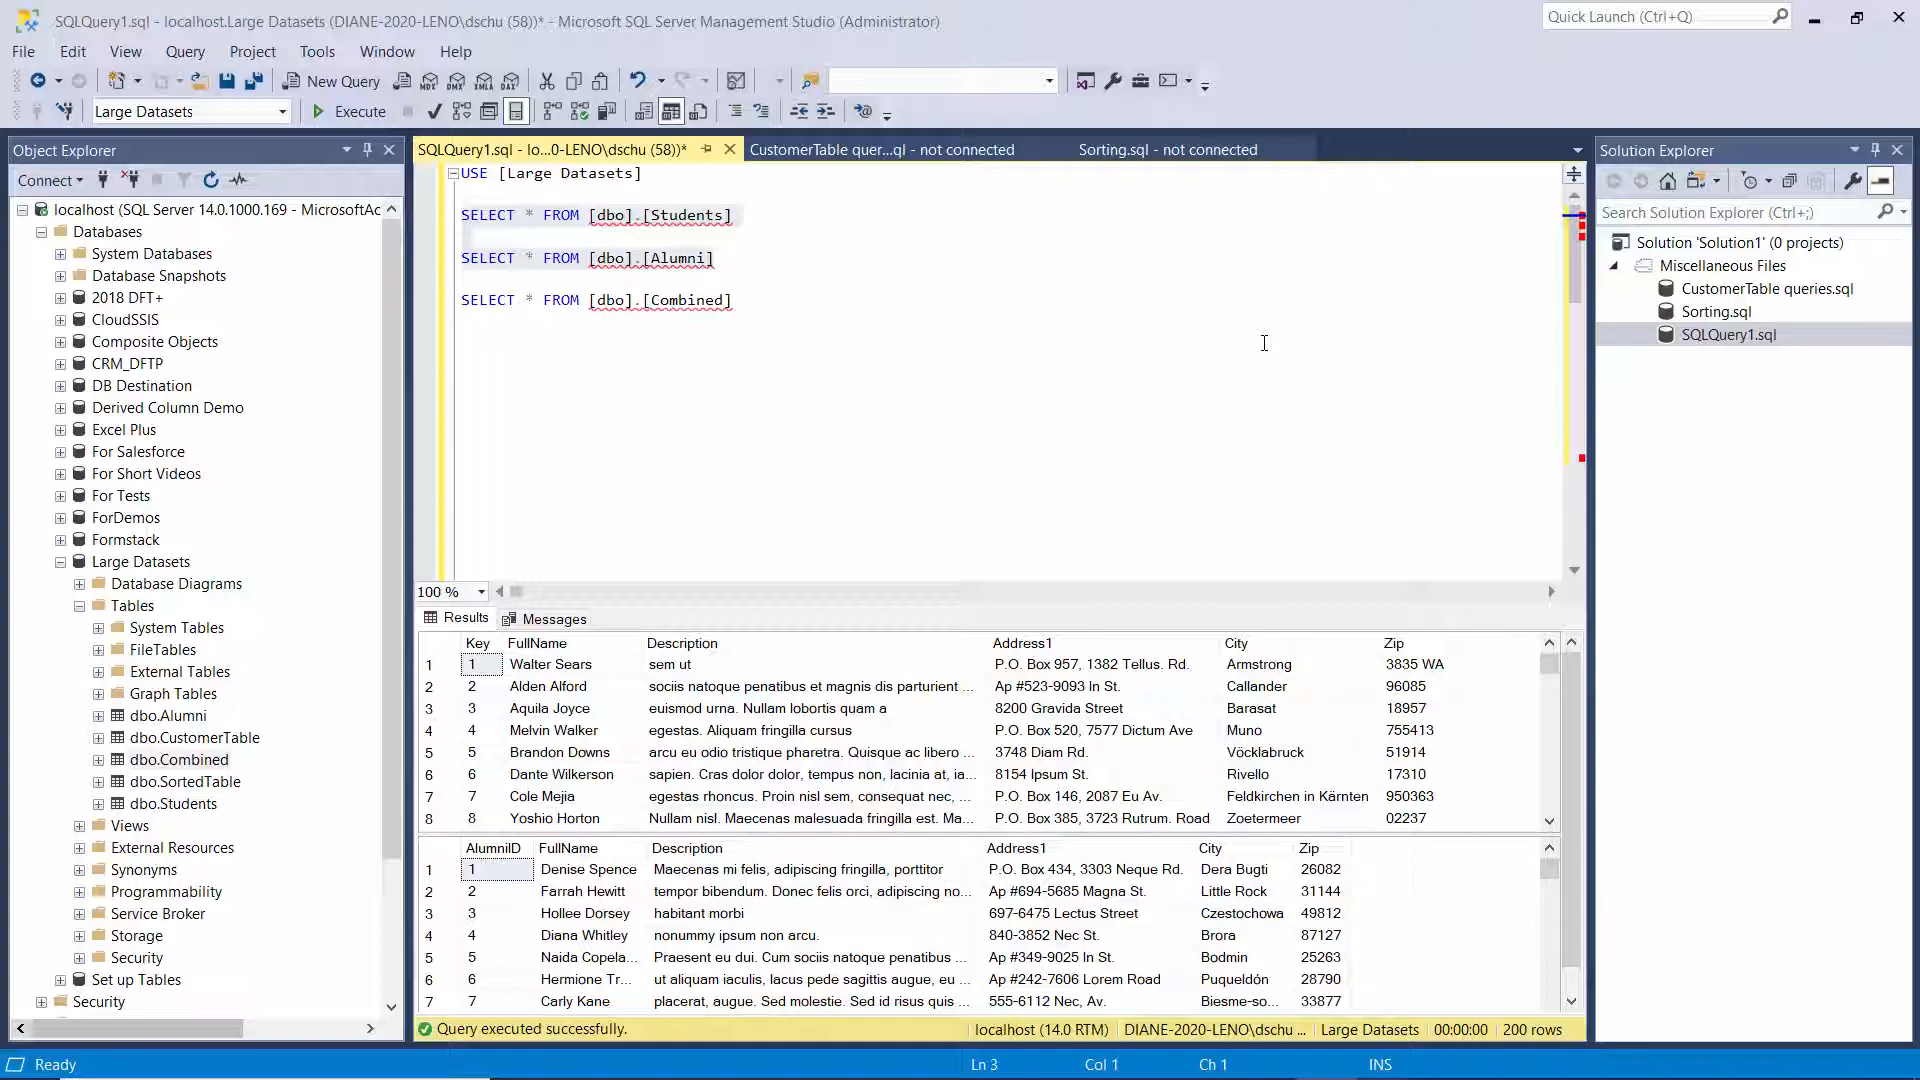 SQLQuery1.sql - localhost.Large Datasets (DIANE-2020-LENO\dschu (58))* - Microsoft SQL Server Management Studio (Administrator)
Quick Launch (Ctrl+Q)
File Edit View Query Project Tools Window Help
New Query MDX DMX XMLA DAX
Large Datasets Execute
Object Explorer
Connect
localhost (SQL Server 14.0.1000.169 - MicrosoftAc
Databases
System Databases
Database Snapshots
2018 DFT+
CloudSSIS
Composite Objects
CRM_DFTP
DB Destination
Derived Column Demo
Excel Plus
For Salesforce
For Short Videos
For Tests
ForDemos
Formstack
Large Datasets
Database Diagrams
Tables
System Tables
FileTables
External Tables
Graph Tables
dbo.Alumni
dbo.CustomerTable
dbo.Combined
dbo.SortedTable
dbo.Students
Views
External Resources
Synonyms
Programmability
Service Broker
Storage
Security
Set up Tables
Security
SQLQuery1.sql - lo...0-LENO\dschu (58))* CustomerTable quer...ql - not connected Sorting.sql - not connected
USE [Large Datasets]
SELECT * FROM [dbo].[Students]
SELECT * FROM [dbo].[Alumni]
SELECT * FROM [dbo].[Combined]
100 %
Results Messages
Key FullName Description Address1 City Zip
1 1 Walter Sears sem ut P.O. Box 957, 1382 Tellus. Rd. Armstrong 3835 WA
2 2 Alden Alford sociis natoque penatibus et magnis dis parturient ... Ap #523-9093 In St. Callander 96085
3 3 Aquila Joyce euismod urna. Nullam lobortis quam a 8200 Gravida Street Barasat 18957
4 4 Melvin Walker egestas. Aliquam fringilla cursus P.O. Box 520, 7577 Dictum Ave Muno 755413
5 5 Brandon Downs arcu eu odio tristique pharetra. Quisque ac libero ... 3748 Diam Rd. Vöcklabruck 51914
6 6 Dante Wilkerson sapien. Cras dolor dolor, tempus non, lacinia at, ia... 8154 Ipsum St. Rivello 17310
7 7 Cole Mejia egestas rhoncus. Proin nisl sem, consequat nec, ... P.O. Box 146, 2087 Eu Av. Feldkirchen in Kärnten 950363
8 8 Yoshio Horton Nullam nisl. Maecenas malesuada fringilla est. Ma... P.O. Box 385, 3723 Rutrum. Road Zoetermeer 02237
AlumniID FullName Description Address1 City Zip
1 1 Denise Spence Maecenas mi felis, adipiscing fringilla, porttitor P.O. Box 434, 3303 Neque Rd. Dera Bugti 26082
2 2 Farrah Hewitt tempor bibendum. Donec felis orci, adipiscing no... Ap #694-5685 Magna St. Little Rock 31144
3 3 Hollee Dorsey habitant morbi 697-6475 Lectus Street Czestochowa 49812
4 4 Diana Whitley nonummy ipsum non arcu. 840-3852 Nec St. Brora 87127
5 5 Naida Copela... Praesent eu dui. Cum sociis natoque penatibus ... Ap #349-9025 In St. Bodmin 25263
6 6 Hermione Tr... ut aliquam iaculis, lacus pede sagittis augue, eu ... Ap #242-7606 Lorem Road Puqueldón 28790
7 7 Carly Kane placerat, augue. Sed molestie. Sed id risus quis ... 555-6112 Nec, Av. Biesme-so... 33877
Query executed successfully. localhost (14.0 RTM) DIANE-2020-LENO\dschu ... Large Datasets 00:00:00 200 rows
Solution Explorer
Search Solution Explorer (Ctrl+;)
Solution 'Solution1' (0 projects)
Miscellaneous Files
CustomerTable queries.sql
Sorting.sql
SQLQuery1.sql
Ready Ln 3 Col 1 Ch 1 INS